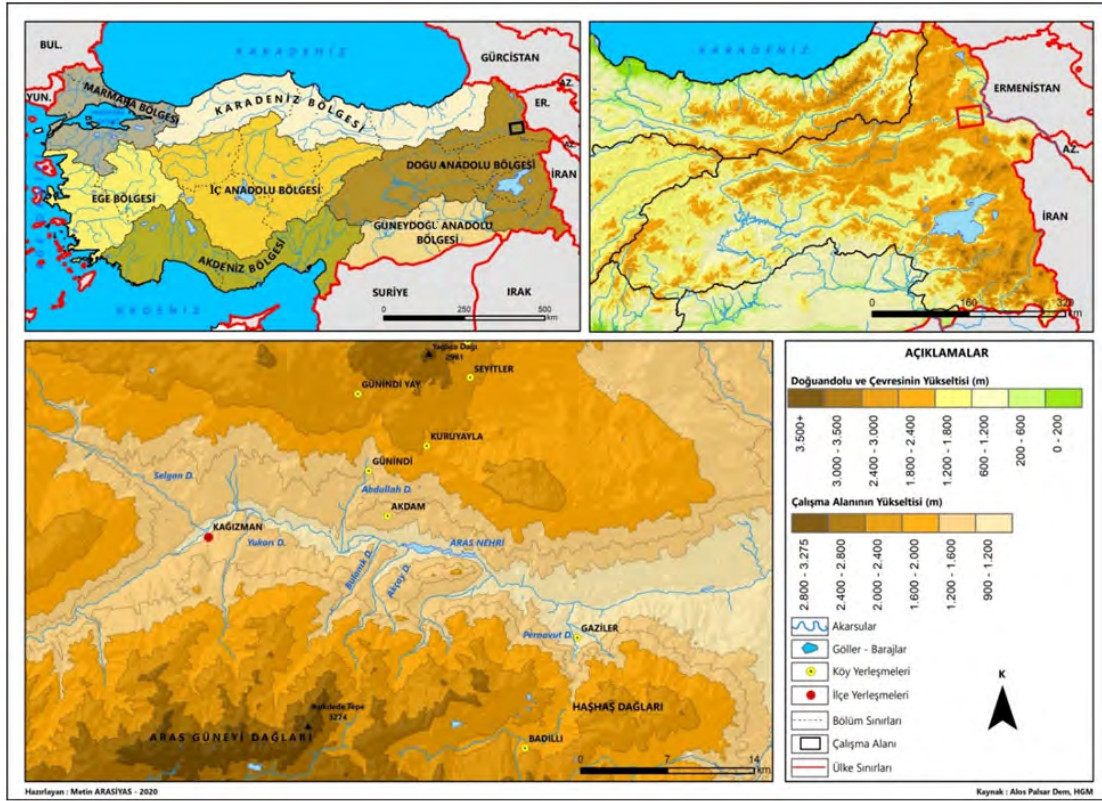 BUL.
KARADENİZ
GÜRCİSTAN
YUN.
MARMARA BÖLGESİ
KARADENİZ BÖLGESİ
AZ.
ER.
AZ.
İRAN
EGE BÖLGESİ
İÇ ANADOLU BÖLGESİ
DOĞU ANADOLU BÖLGESİ
GÜNEYDOĞU ANADOLU
BÖLGESİ
AKDENİZ BÖLGESİ
SURİYE
IRAK
0 250 500
km
KARADENİZ
ERMENİSTAN
AZ.
İRAN
0 160 320
km
Yağlıca Dağı
2961
SEYİTLER
GÜNİNDİ YAY
KURUYAYLA
GÜNİNDİ
Selgan D.
Abdullah D.
AKDAM
KAĞIZMAN
Yukarı D.
ARAS NEHRİ
Bulanık D.
Akçay D.
Pernavut D.
GAZİLER
Aşıkdede Tepe
3274
HAŞHAŞ DAĞLARI
ARAS GÜNEYİ DAĞLARI
BADILLI
0 7 14
km
AÇIKLAMALAR
Doğuandolu ve Çevresinin Yükseltisi (m)
3.500+
3.000 - 3.500
2.400 - 3.000
1.800 - 2.400
1.200 - 1.800
600 - 1.200
200 - 600
0 - 200
Çalışma Alanının Yükseltisi (m)
2.800 - 3.275
2.400 - 2.800
2.000 - 2.400
1.600 - 2.000
1.200 - 1.600
900 - 1.200
Akarsular
Göller - Barajlar
Köy Yerleşmeleri
İlçe Yerleşmeleri
Bölüm Sınırları
Çalışma Alanı
Ülke Sınırları
K
Hazırlayan : Metin ARASİYAS - 2020
Kaynak : Alos Palsar Dem, HGM